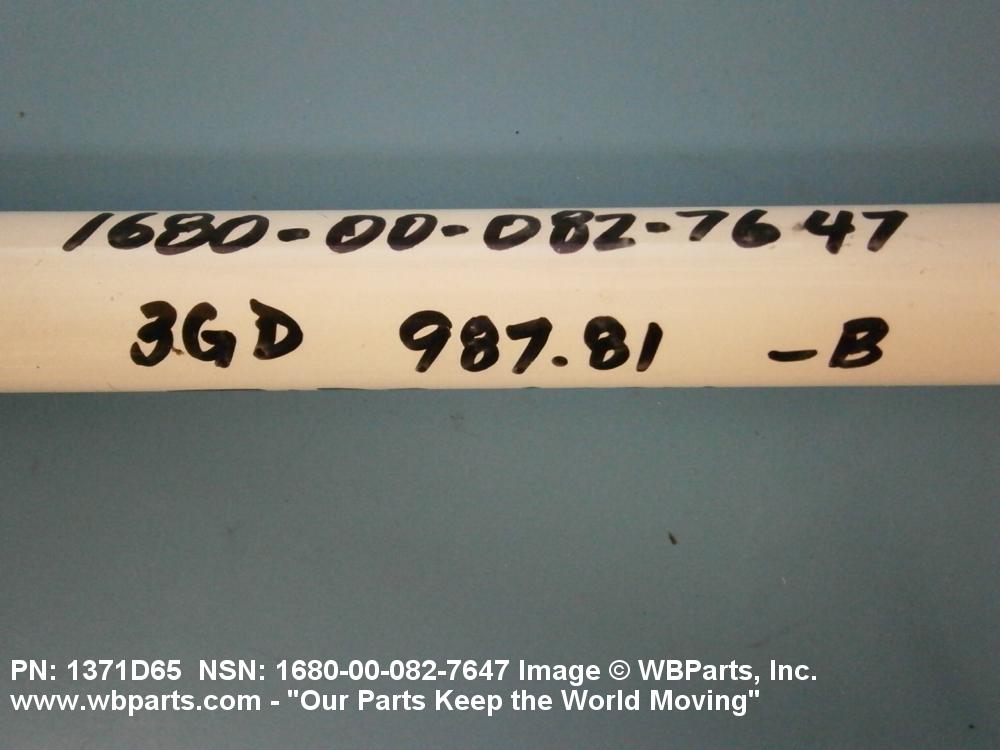 1680-00-082-7647
3GD 987.81 -B
PN: 1371D65 NSN: 1680-00-082-7647 Image © WBParts, Inc.
www.wbparts.com - "Our Parts Keep the World Moving"